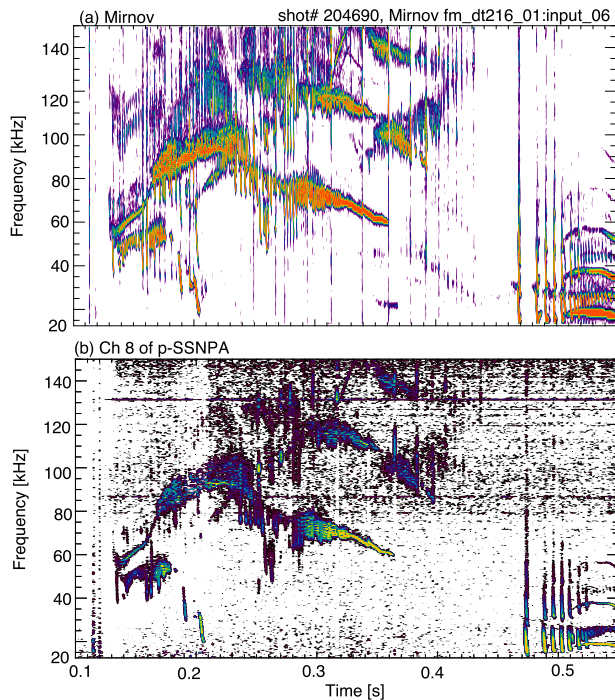 (a) Mirnov
shot# 204690, Mirnov fm_dt216_01:input_06
140
120
100
80
60
40
20
Frequency [kHz]
(b) Ch 8 of p-SSNPA
140
120
100
80
60
40
20
Frequency [kHz]
0.1 0.2 0.3 0.4 0.5
Time [s]